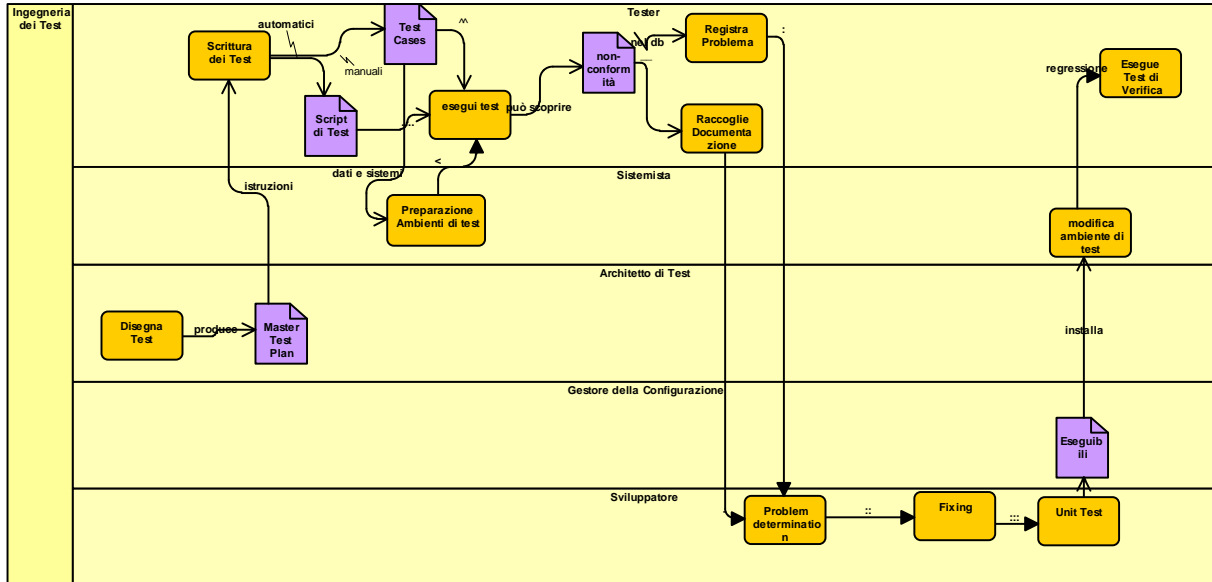 Ingegneria
dei Test
Tester
automatici
manuali
Scrittura
dei Test
Test
Cases
^^
Script
di Test
....
esegui test
può scoprire
non-
conform
ità
nel db
__
Registra
Problema
:
Raccoglie
Documenta
zione
regressione
Esegue
Test di
Verifica
Sistemista
istruzioni
dati e sistemi
<
Preparazione
Ambienti di test
modifica
ambiente di
test
Architetto di Test
Disegna
Test
produce
Master
Test
Plan
installa
Gestore della Configurazione
Eseguib
ili
Sviluppatore
Problem
determinatio
n
::
Fixing
:::
Unit Test